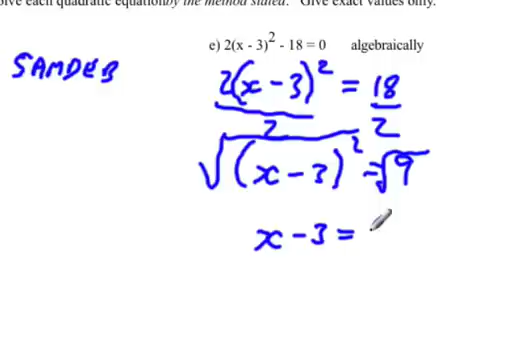 olve each quadratic equation by the method stated. Give exact values only.
e) 2(x - 3)² - 18 = 0 algebraically
SAMDEB
2(x - 3)² = 18
2 2
√(x - 3)² = √9
x - 3 =